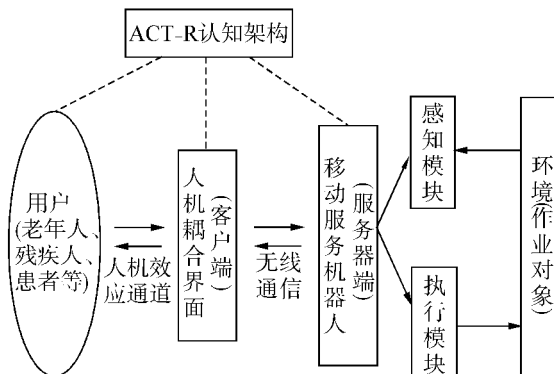 ACT-R认知架构
用户
(老年人、
残疾人、
患者等)
人机效
应通道
人机耦合界面
(客户端)
无线
通信
移动服务机器人
(服务器端)
感知模块
执行模块
环境(作业对象)